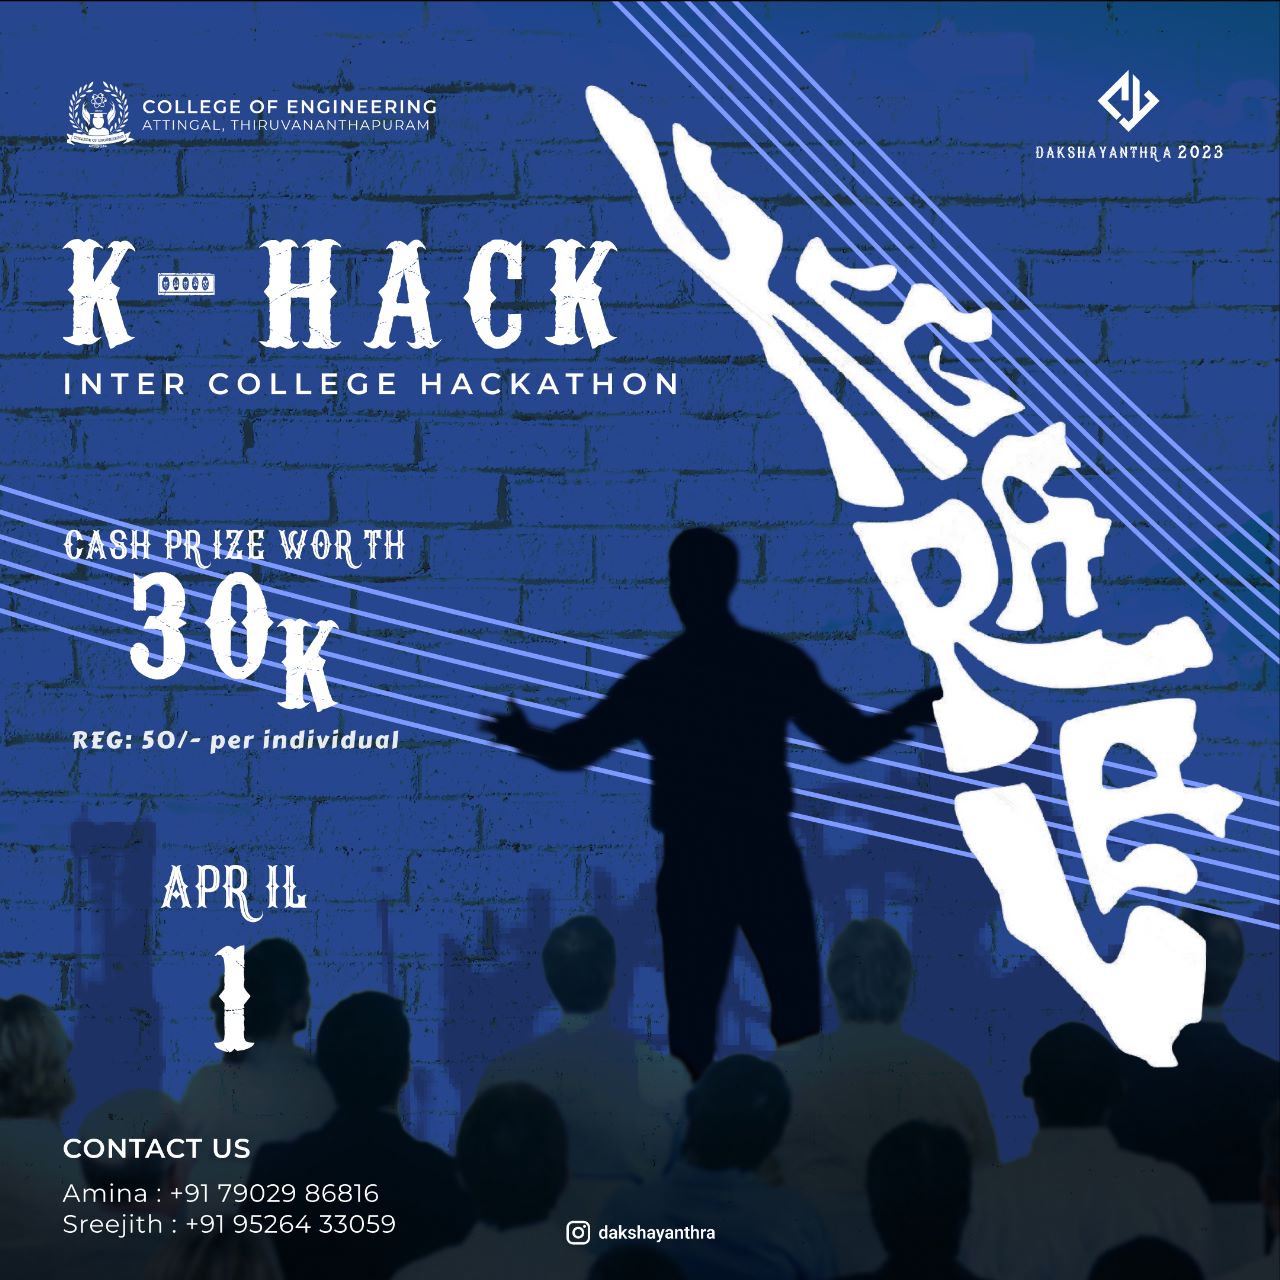 COLLEGE OF ENGINEERING
ATTINGAL, THIRUVANANTHAPURAM
DAKSHAYANTHRA 2023
K-HACK
INTER COLLEGE HACKATHON
CASH PRIZE WORTH
30K
REG: 50/- per individual
APRIL
1
CONTACT US
Amina : +91 79029 86816
Sreejith : +91 95264 33059
dakshayanthra